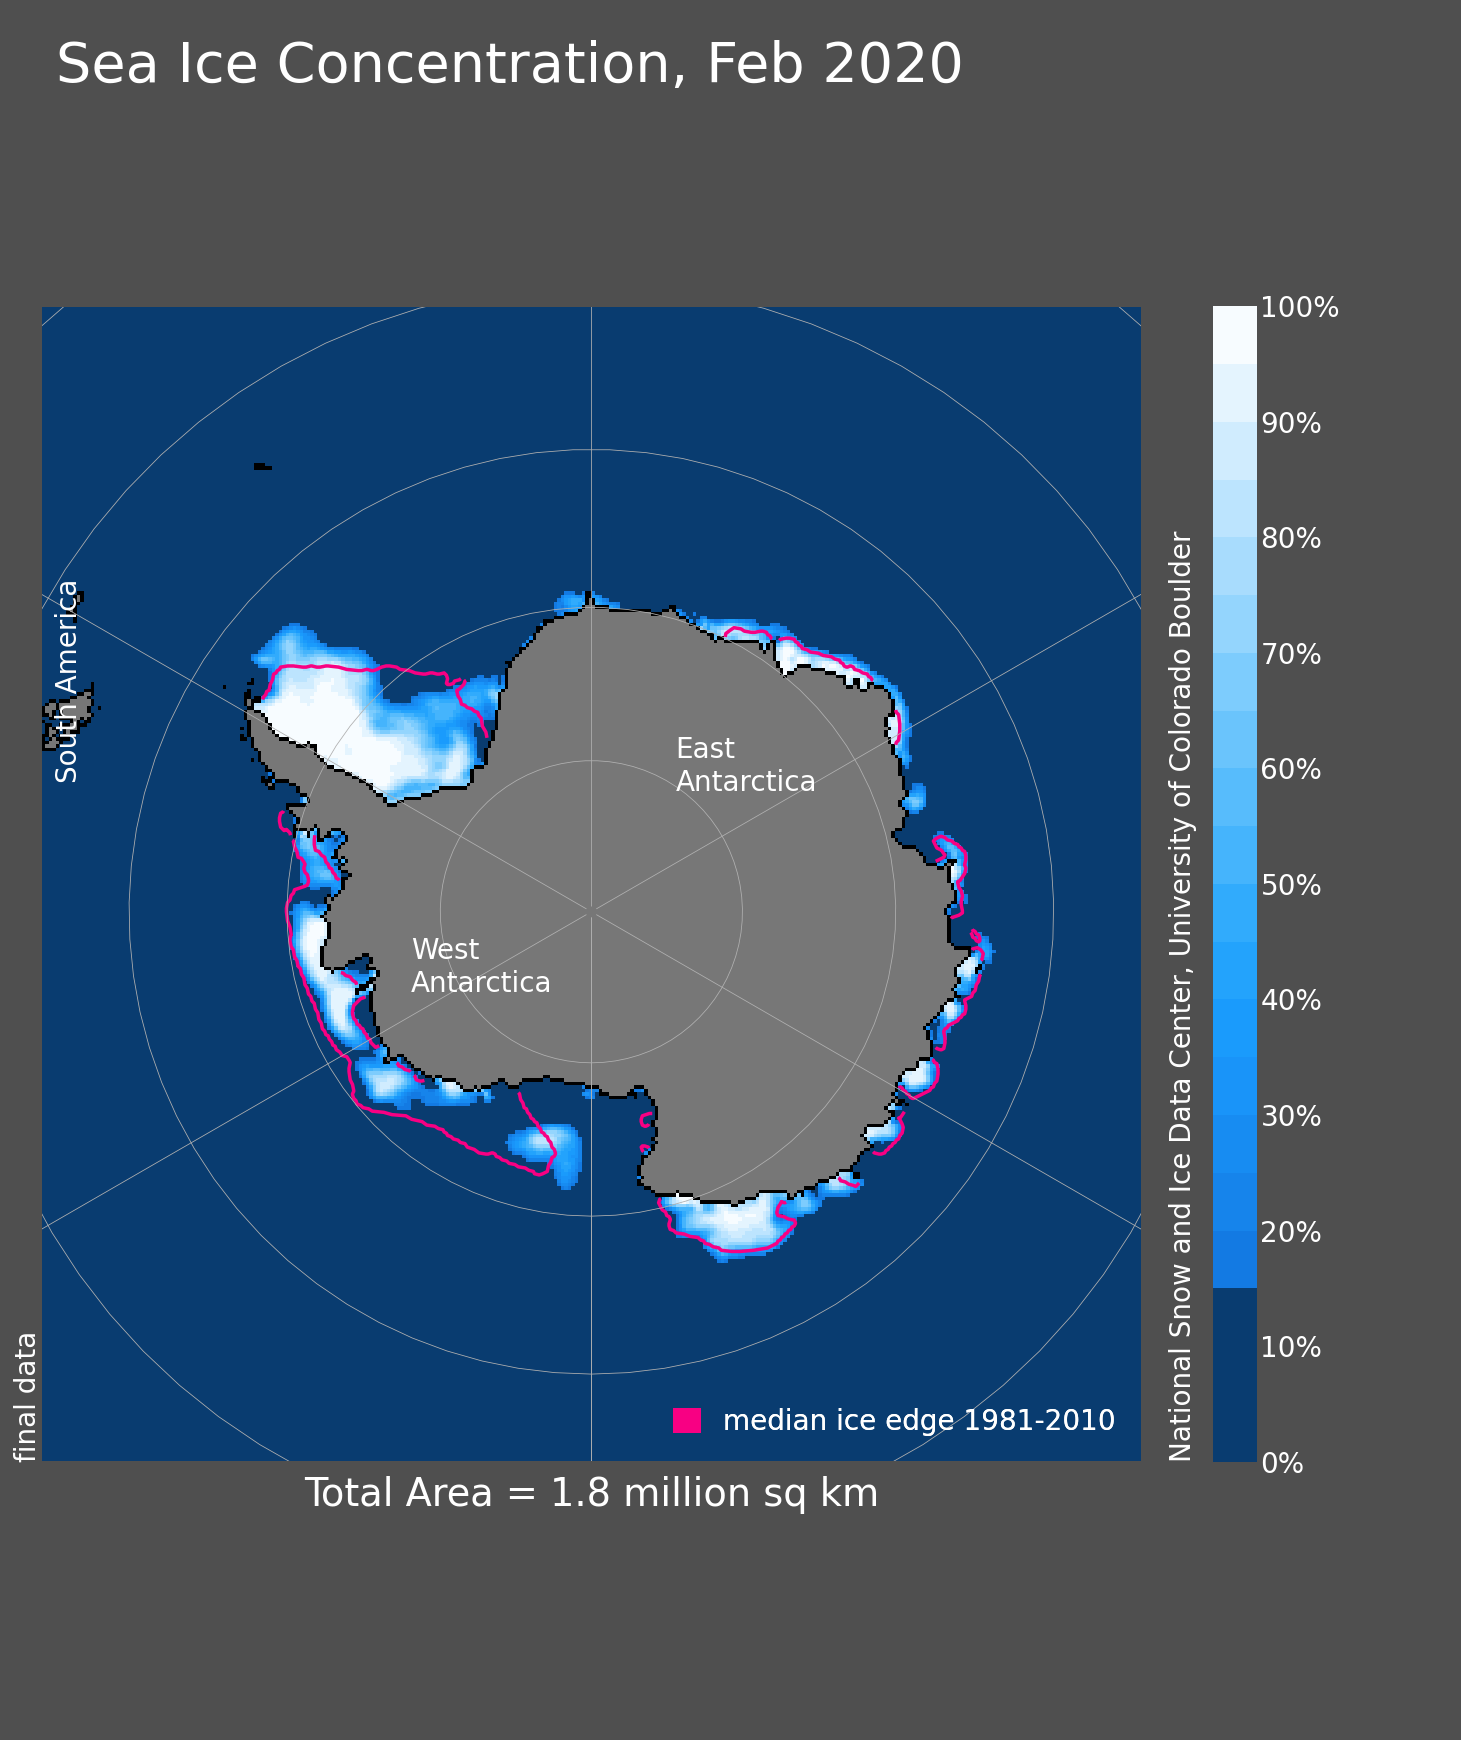 Sea Ice Concentration, Feb 2020
South America
East
Antarctica
West
Antarctica
median ice edge 1981-2010
final data
Total Area = 1.8 million sq km
National Snow and Ice Data Center, University of Colorado Boulder
100%
90%
80%
70%
60%
50%
40%
30%
20%
10%
0%